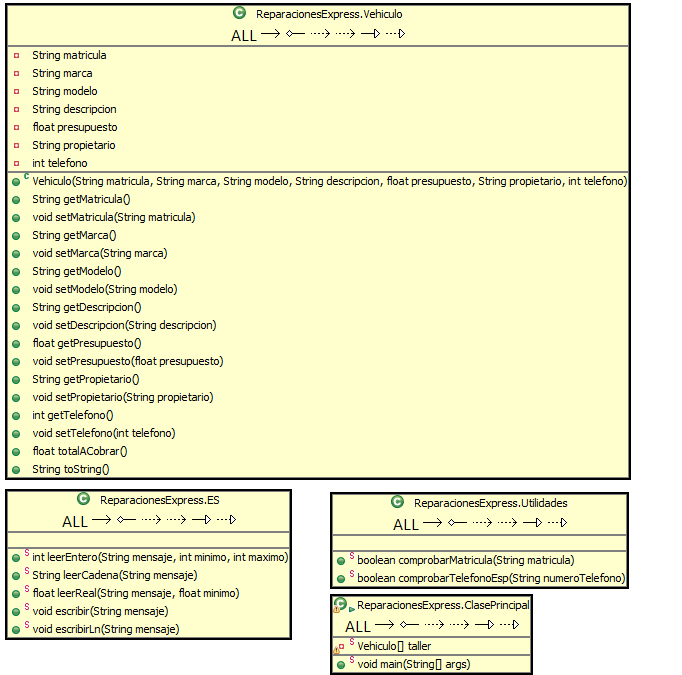 ReparacionesExpress.Vehiculo
ALL
String matricula
String marca
String modelo
String descripcion
float presupuesto
String propietario
int telefono
Vehiculo(String matricula, String marca, String modelo, String descripcion, float presupuesto, String propietario, int telefono)
String getMatricula()
void setMatricula(String matricula)
String getMarca()
void setMarca(String marca)
String getModelo()
void setModelo(String modelo)
String getDescripcion()
void setDescripcion(String descripcion)
float getPresupuesto()
void setPresupuesto(float presupuesto)
String getPropietario()
void setPropietario(String propietario)
int getTelefono()
void setTelefono(int telefono)
float totalACobrar()
String toString()
ReparacionesExpress.ES
ALL
int leerEntero(String mensaje, int minimo, int maximo)
String leerCadena(String mensaje)
float leerReal(String mensaje, float minimo)
void escribir(String mensaje)
void escribirLn(String mensaje)
ReparacionesExpress.Utilidades
ALL
boolean comprobarMatricula(String matricula)
boolean comprobarTelefonoEsp(String numeroTelefono)
ReparacionesExpress.ClasePrincipal
ALL
Vehiculo[] taller
void main(String[] args)